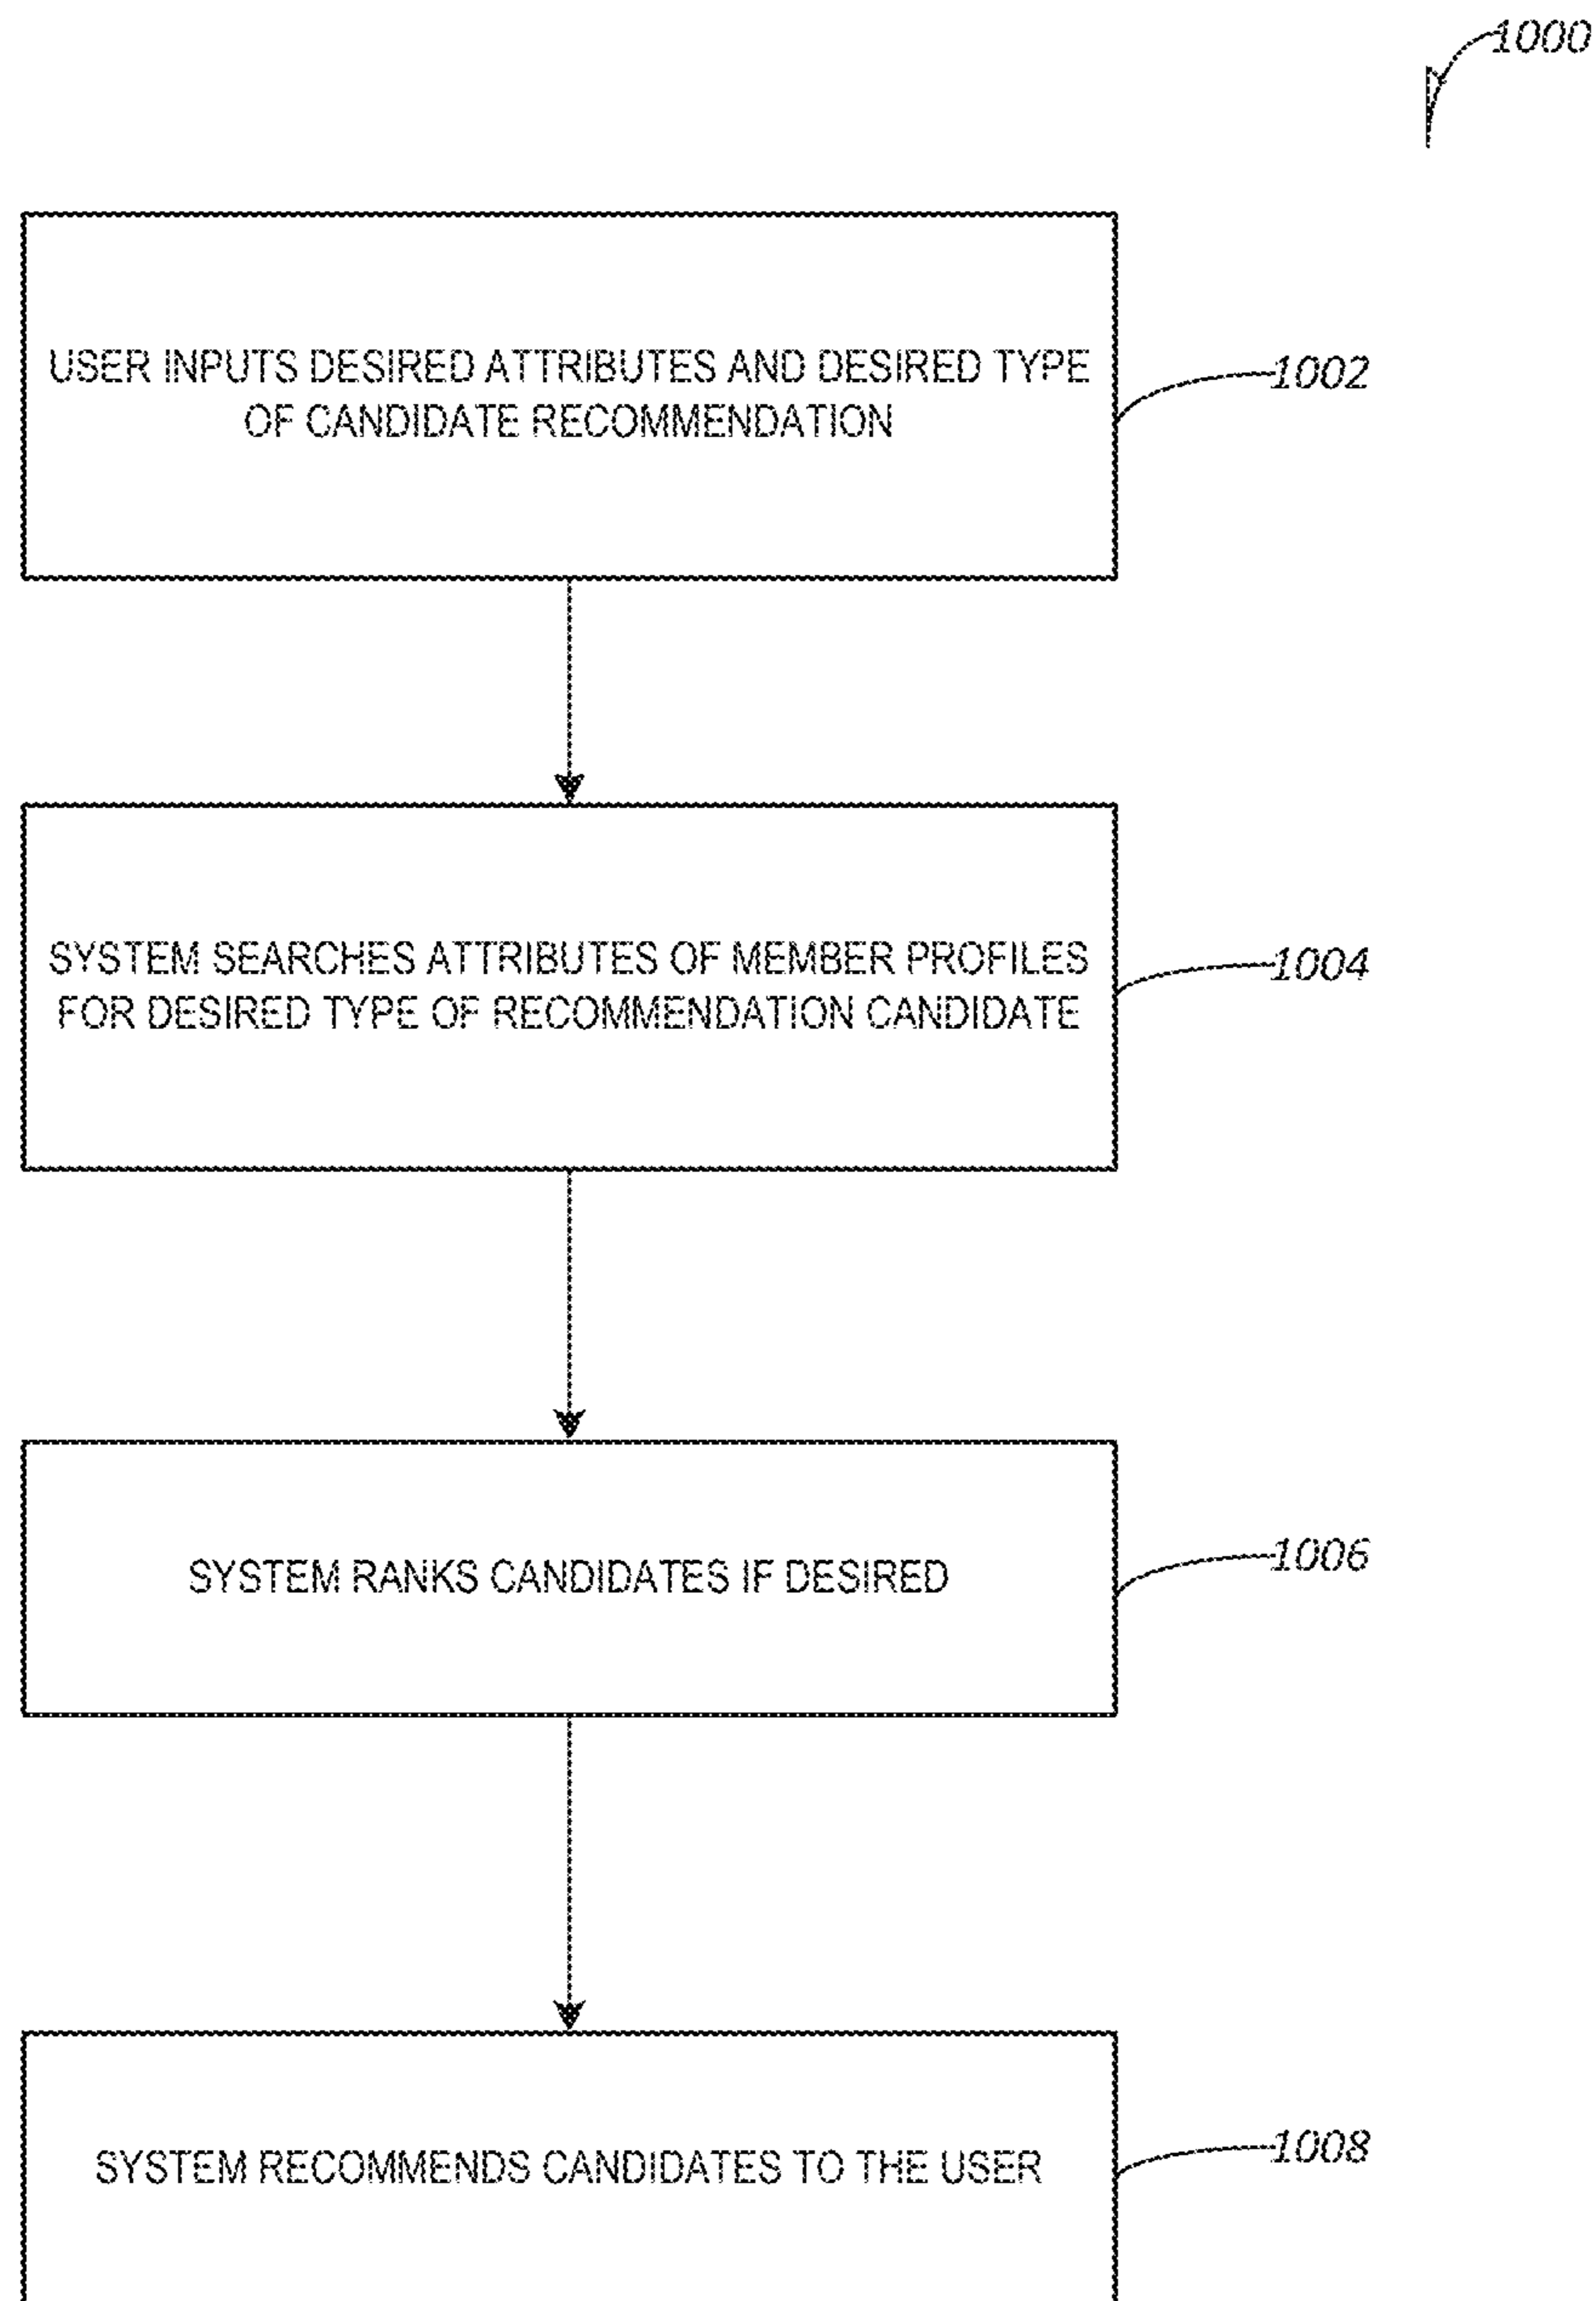 1000
USER INPUTS DESIRED ATTRIBUTES AND DESIRED TYPE
OF CANDIDATE RECOMMENDATION
1002
SYSTEM SEARCHES ATTRIBUTES OF MEMBER PROFILES
FOR DESIRED TYPE OF RECOMMENDATION CANDIDATE
1004
SYSTEM RANKS CANDIDATES IF DESIRED
1006
SYSTEM RECOMMENDS CANDIDATES TO THE USER
1008